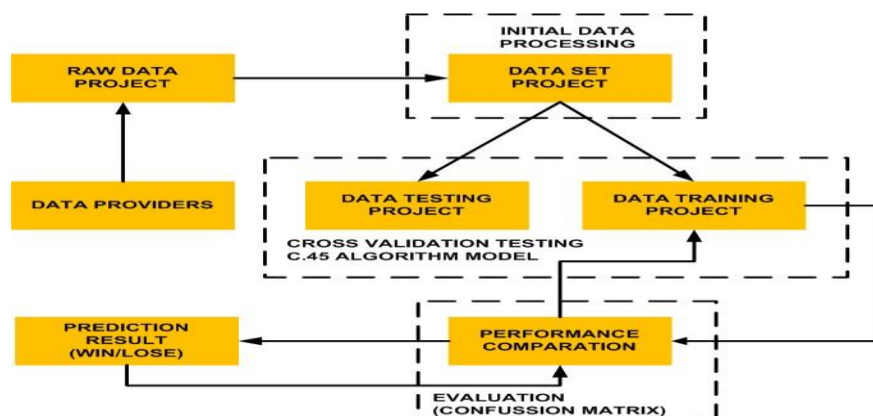 INITIAL DATA
PROCESSING
RAW DATA
PROJECT
DATA SET
PROJECT
DATA PROVIDERS
DATA TESTING
PROJECT
DATA TRAINING
PROJECT
CROSS VALIDATION TESTING
C.45 ALGORITHM MODEL
PREDICTION
RESULT
(WIN/LOSE)
PERFORMANCE
COMPARATION
EVALUATION
(CONFUSSION MATRIX)